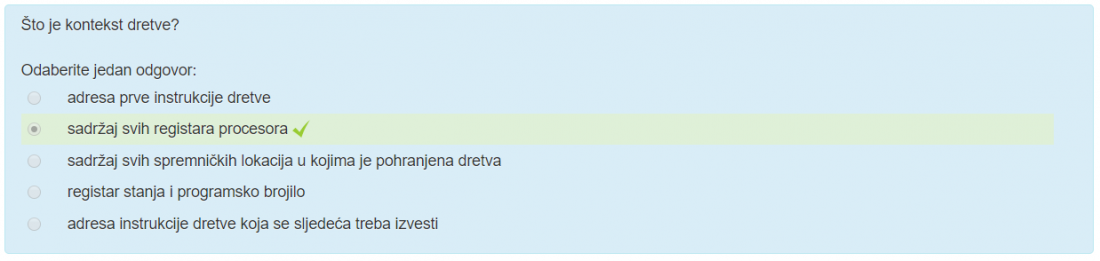 Što je kontekst dretve?
Odaberite jedan odgovor:
adresa prve instrukcije dretve
sadržaj svih registara procesora
sadržaj svih spremničkih lokacija u kojima je pohranjena dretva
registar stanja i programsko brojilo
adresa instrukcije dretve koja se sljedeća treba izvesti